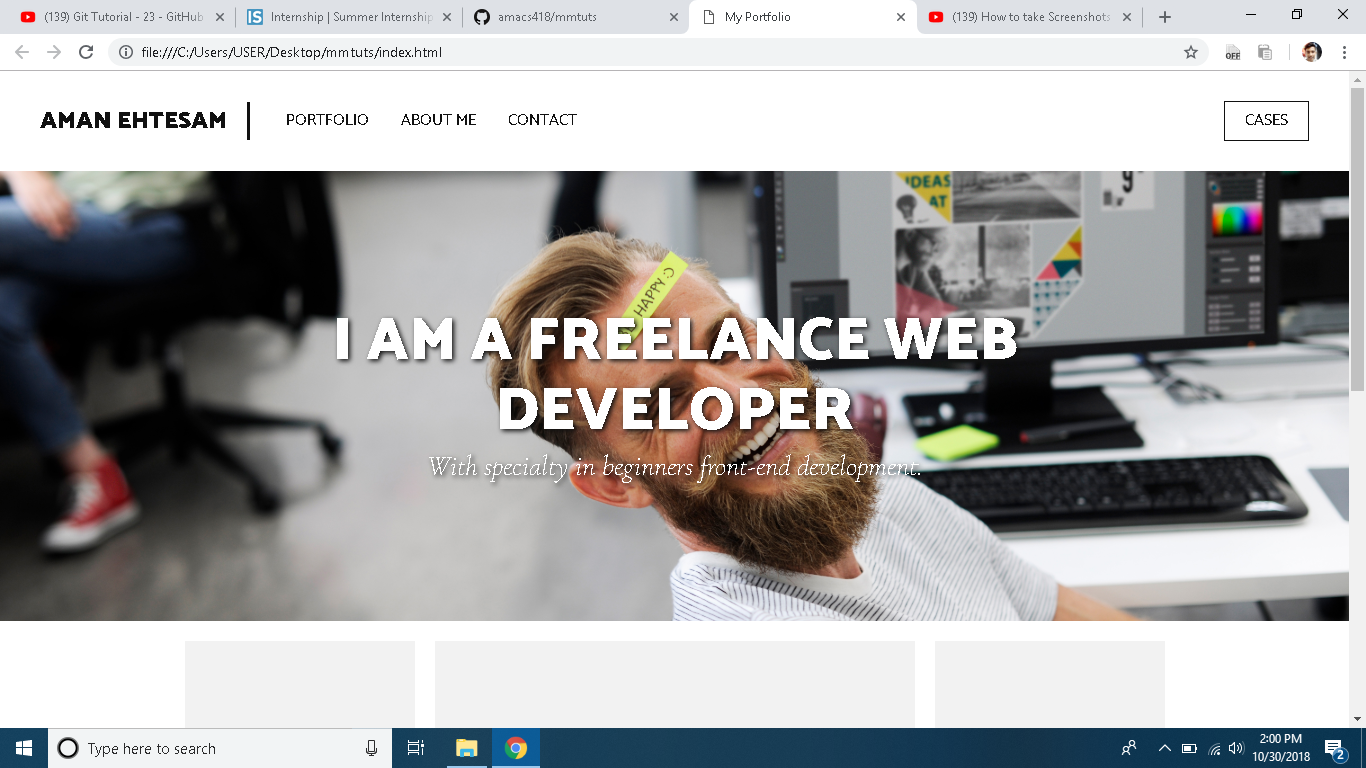 (139) Git Tutorial - 23 - GitHub
Internship | Summer Internship
amacs418/mmtuts
My Portfolio
(139) How to take Screenshots
file:///C:/Users/USER/Desktop/mmtuts/index.html
OFF
AMAN EHTESAM
PORTFOLIO
ABOUT ME
CONTACT
CASES
IDEAS
AT
HAPPY :)
I AM A FREELANCE WEB
DEVELOPER
With specialty in beginners front-end development.
Type here to search
2:00 PM
10/30/2018
2